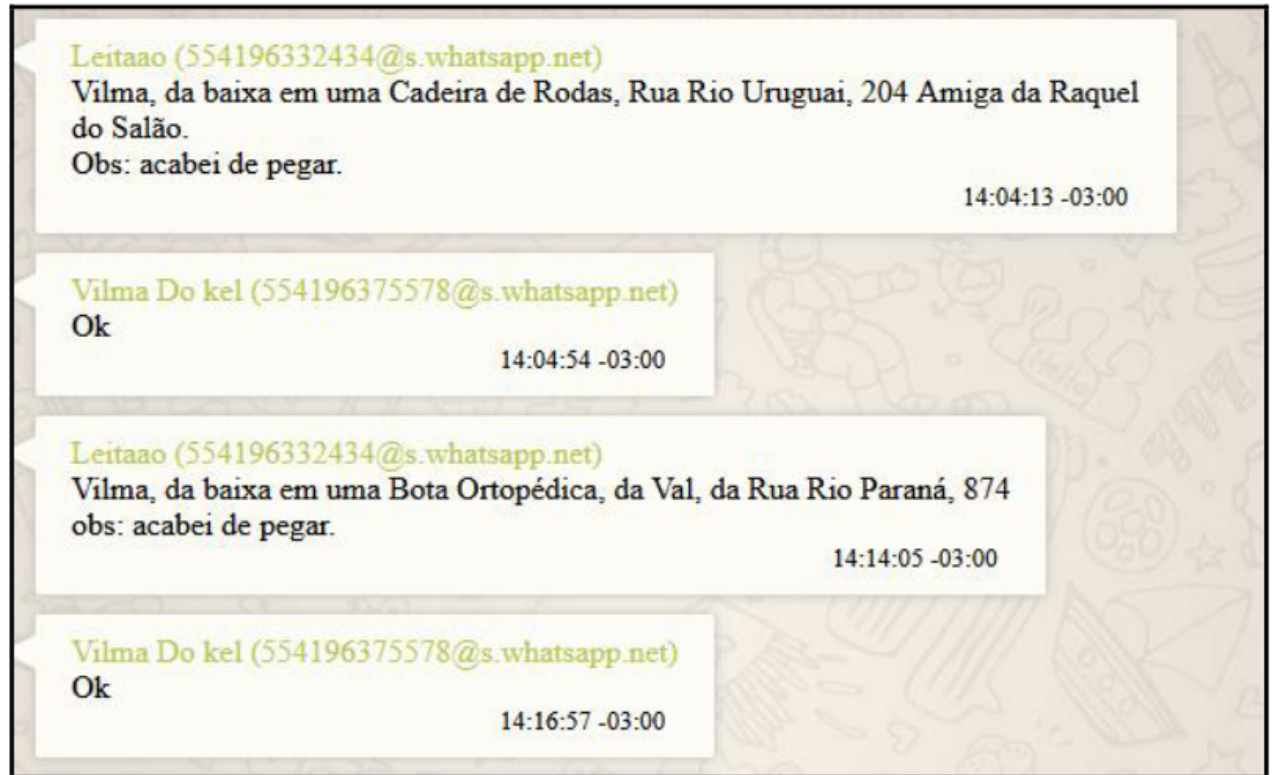 Leitaao (554196332434@s.whatsapp.net)
Vilma, da baixa em uma Cadeira de Rodas, Rua Rio Uruguai, 204 Amiga da Raquel
do Salão.
Obs: acabei de pegar.
14:04:13 -03:00
Vilma Do kel (554196375578@s.whatsapp.net)
Ok
14:04:54 -03:00
Leitaao (554196332434@s.whatsapp.net)
Vilma, da baixa em uma Bota Ortopédica, da Val, da Rua Rio Paraná, 874
obs: acabei de pegar.
14:14:05 -03:00
Vilma Do kel (554196375578@s.whatsapp.net)
Ok
14:16:57 -03:00